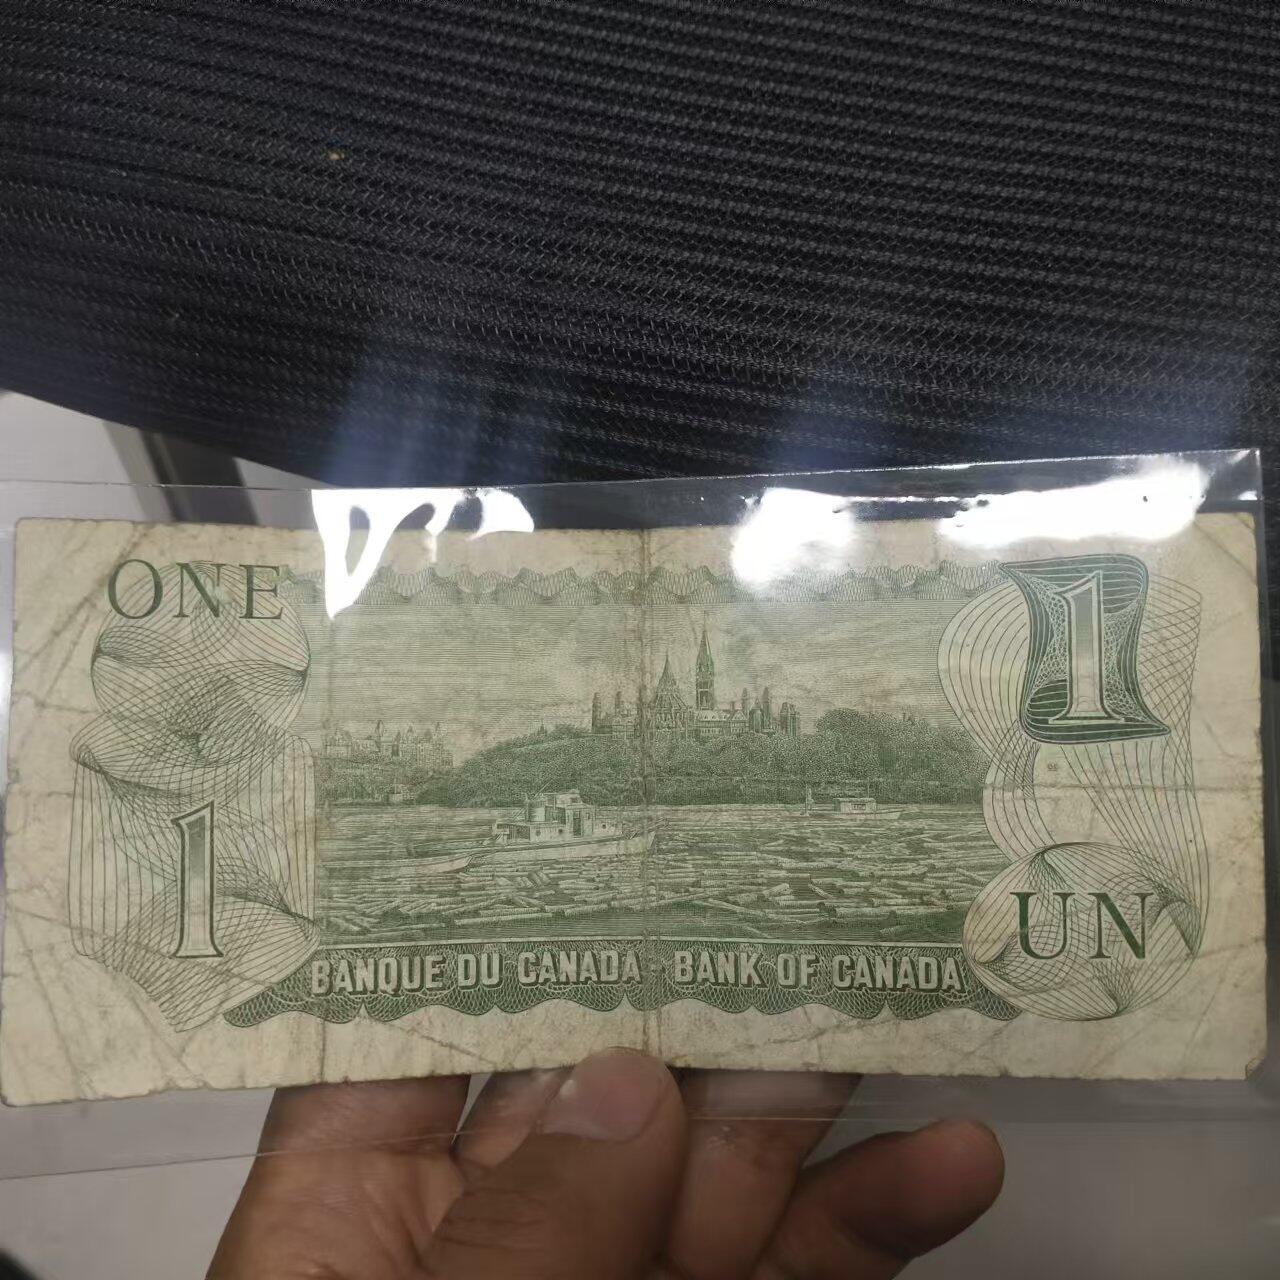 ONE
1
1
UN
BANQUE DU CANADA - BANK OF CANADA